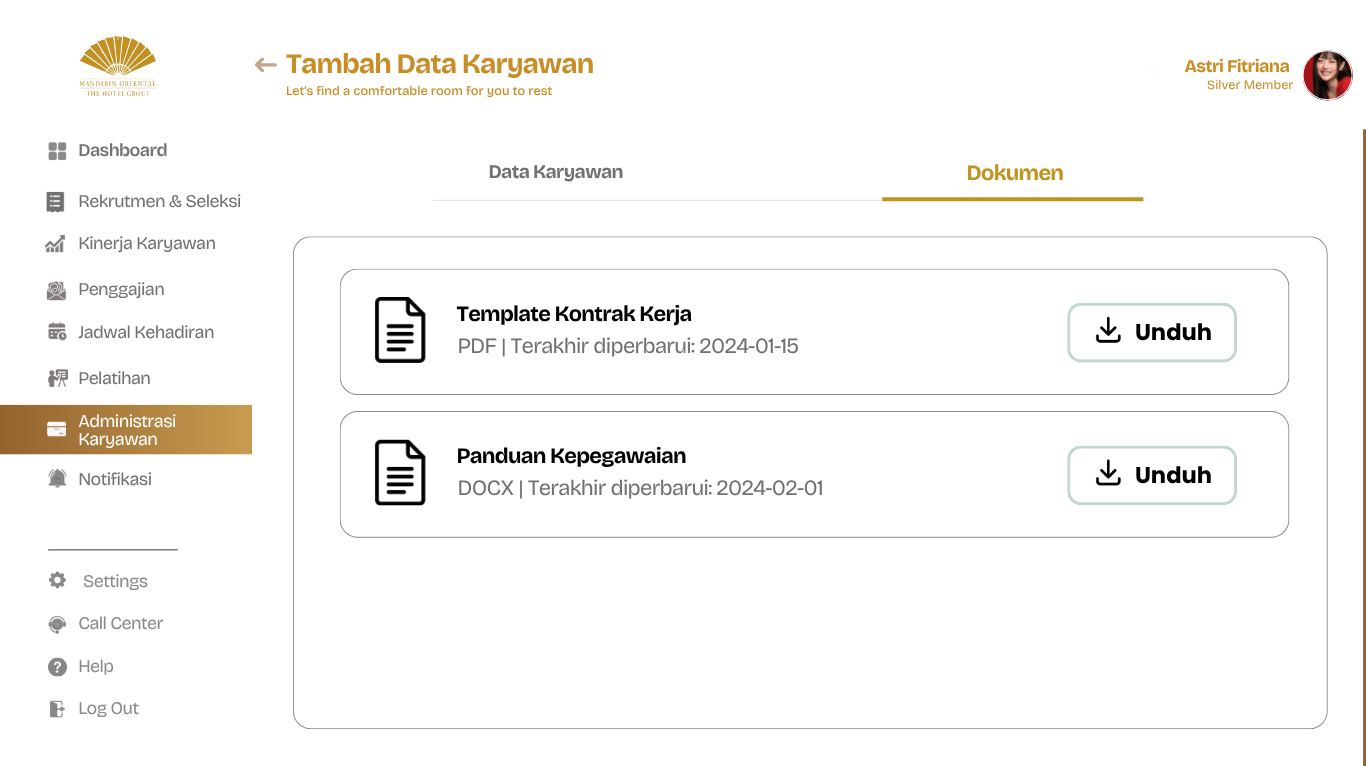 MANDARIN ORIENTAL
THE HOTEL GROUP
Tambah Data Karyawan
Let's find a comfortable room for you to rest
Astri Fitriana
Silver Member
Dashboard
Rekrutmen & Seleksi
Kinerja Karyawan
Penggajian
Jadwal Kehadiran
Pelatihan
Administrasi
Karyawan
Notifikasi
Settings
Call Center
Help
Log Out
Data Karyawan
Dokumen
Template Kontrak Kerja
PDF | Terakhir diperbarui: 2024-01-15
Unduh
Panduan Kepegawaian
DOCX | Terakhir diperbarui: 2024-02-01
Unduh